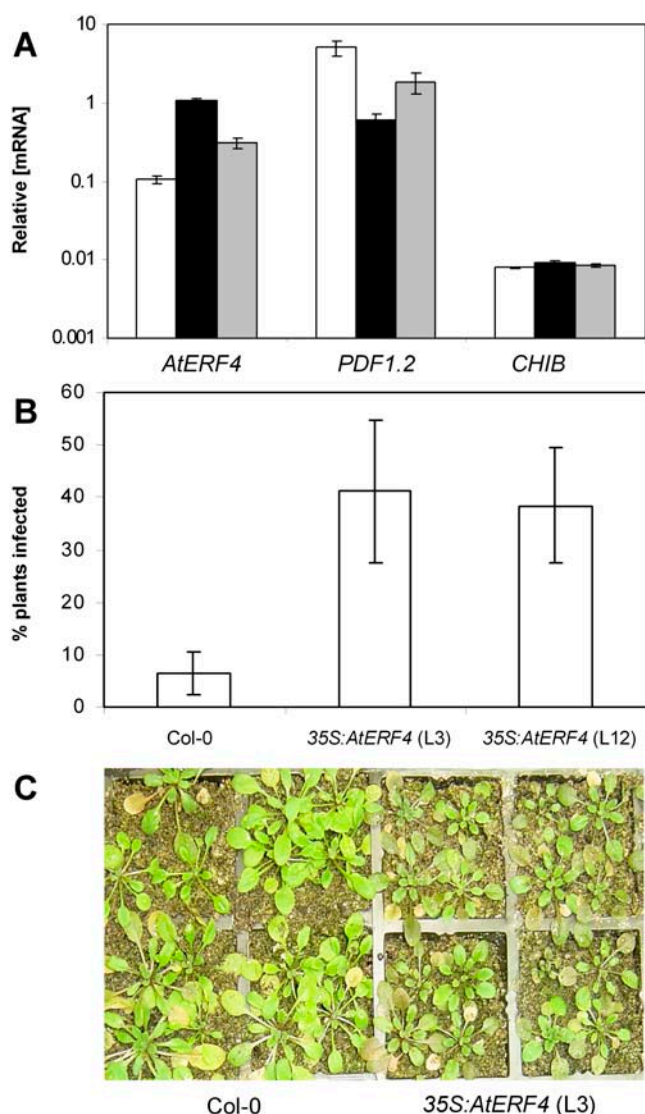 A
Relative [mRNA]
10
1
0.1
0.01
0.001
AtERF4 PDF1.2 CHIB
B
% plants infected
60
50
40
30
20
10
0
Col-0 35S:AtERF4 (L3) 35S:AtERF4 (L12)
C
Col-0 35S:AtERF4 (L3)